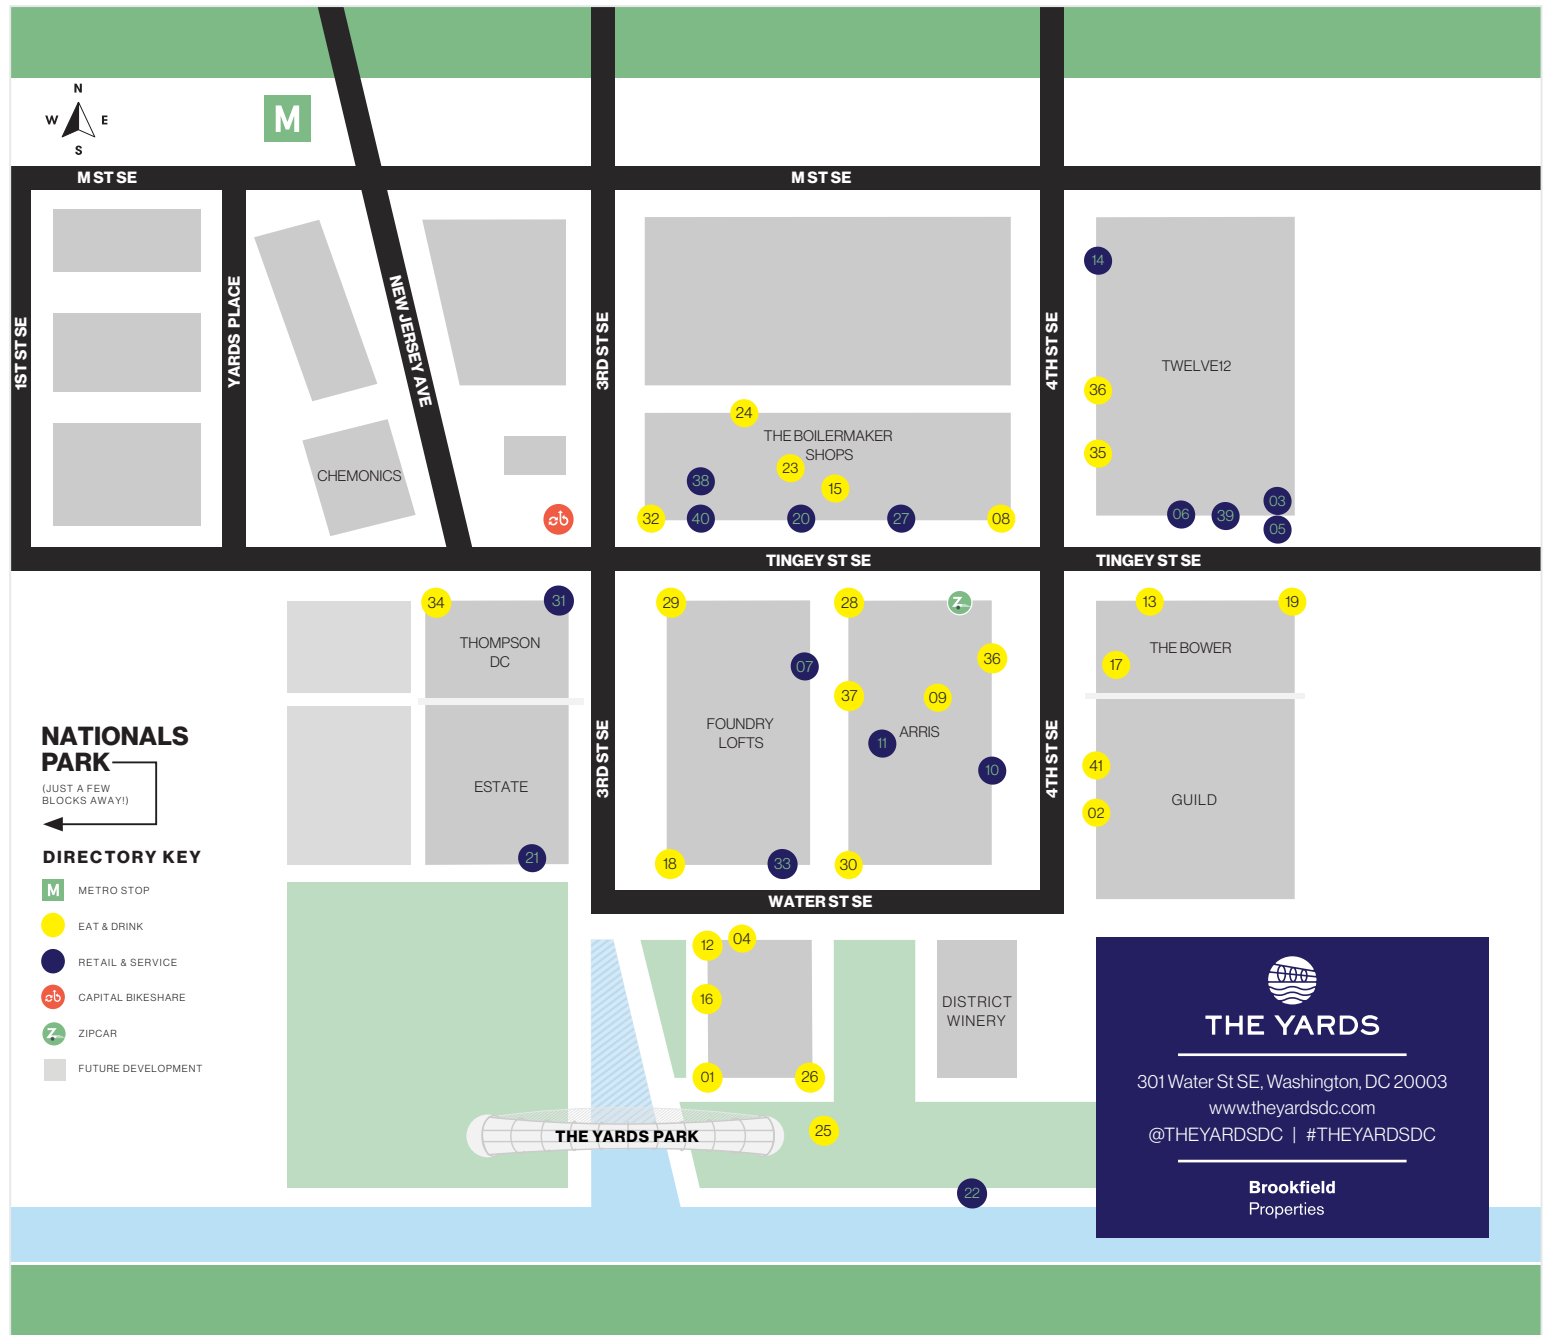 N
W E
S
M
M ST SE
M ST SE
1ST ST SE
YARDS PLACE
NEW JERSEY AVE
3RD ST SE
4TH ST SE
14
TWELVE12
36
35
24
THE BOILERMAKER
SHOPS
23
38
15
32
40
20
27
08
06
39
03
05
CHEMONICS
TINGEY ST SE
TINGEY ST SE
34
31
THOMPSON
DC
29
28
13
19
THE BOWER
17
07
36
37
09
FOUNDRY
LOFTS
11
ARRIS
10
3RD ST SE
4TH ST SE
41
02
GUILD
ESTATE
21
18
33
30
WATER ST SE
NATIONALS
PARK
(JUST A FEW
BLOCKS AWAY!)
DIRECTORY KEY
M METRO STOP
EAT & DRINK
RETAIL & SERVICE
CAPITAL BIKESHARE
ZIPCAR
FUTURE DEVELOPMENT
12
04
16
01
26
25
22
DISTRICT
WINERY
THE YARDS PARK
THE YARDS
301 Water St SE, Washington, DC 20003
www.theyardsdc.com
@THEYARDSDC | #THEYARDSDC
Brookfield
Properties